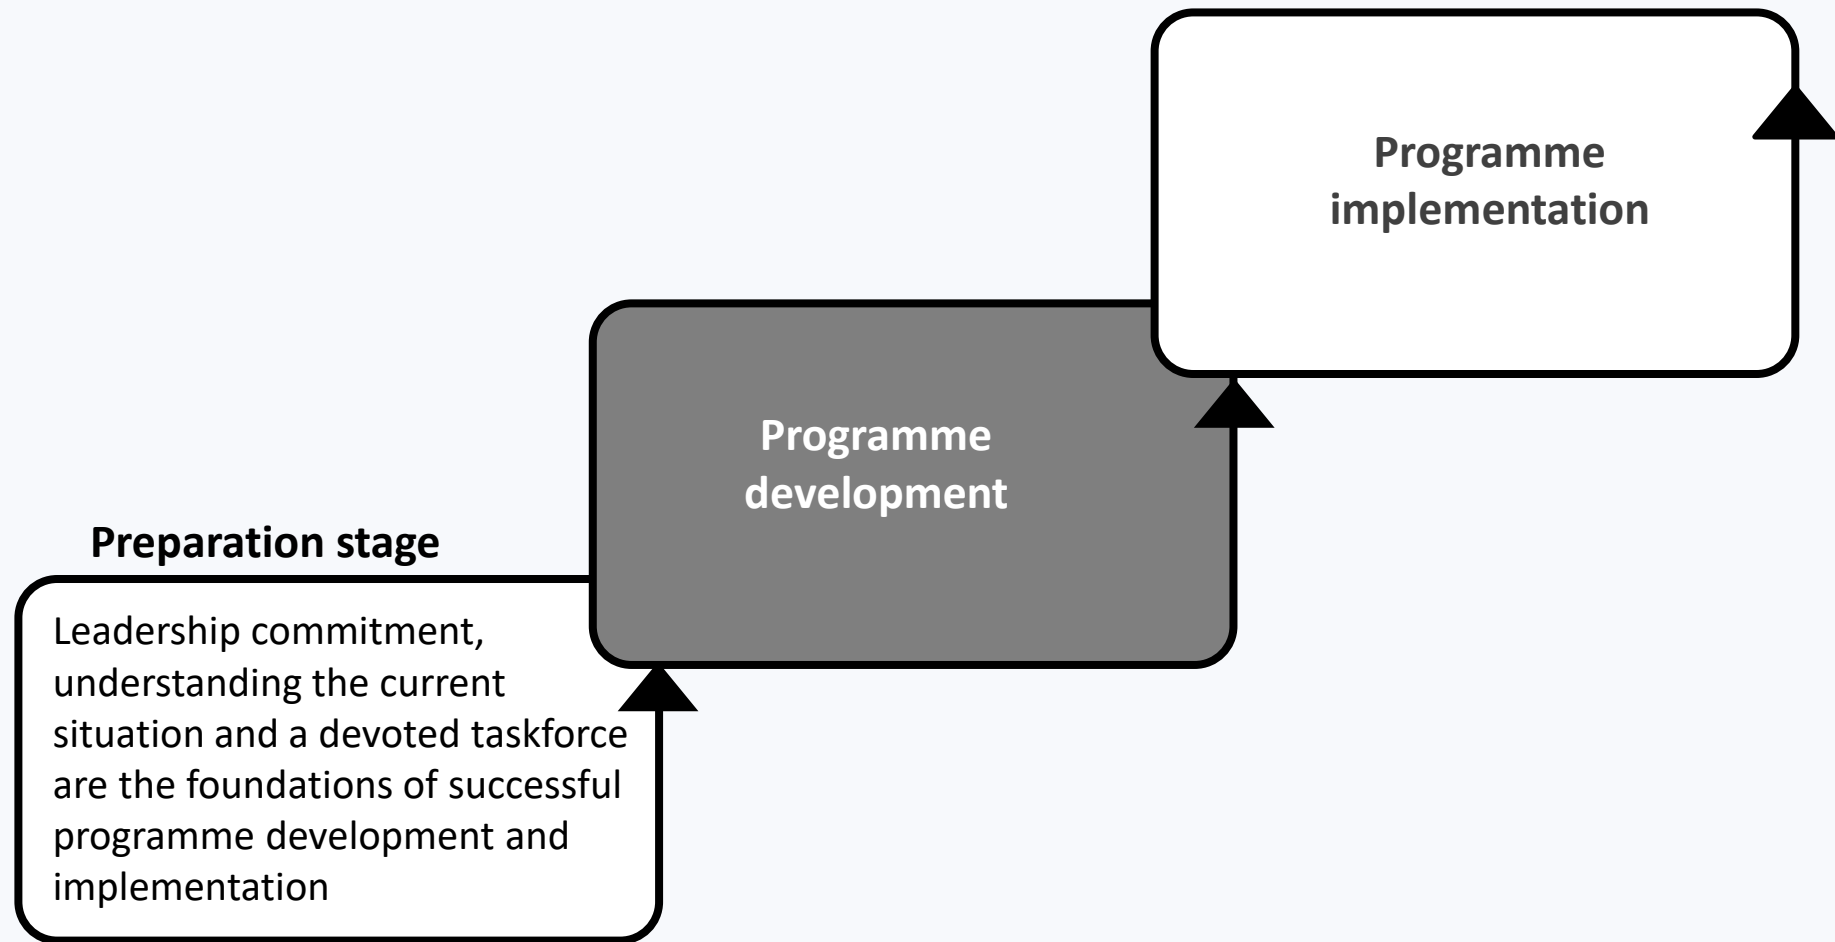 Programme
implementation
Programme
development
Preparation stage
Leadership commitment,
understanding the current
situation and a devoted taskforce
are the foundations of successful
programme development and
implementation